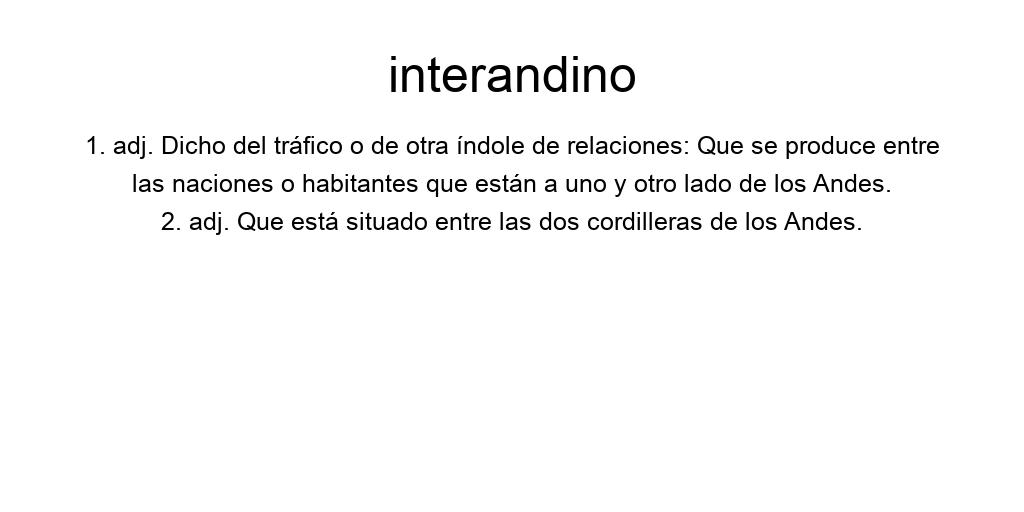 interandino
1. adj. Dicho del tráfico o de otra índole de relaciones: Que se produce entre
las naciones o habitantes que están a uno y otro lado de los Andes.
2. adj. Que está situado entre las dos cordilleras de los Andes.